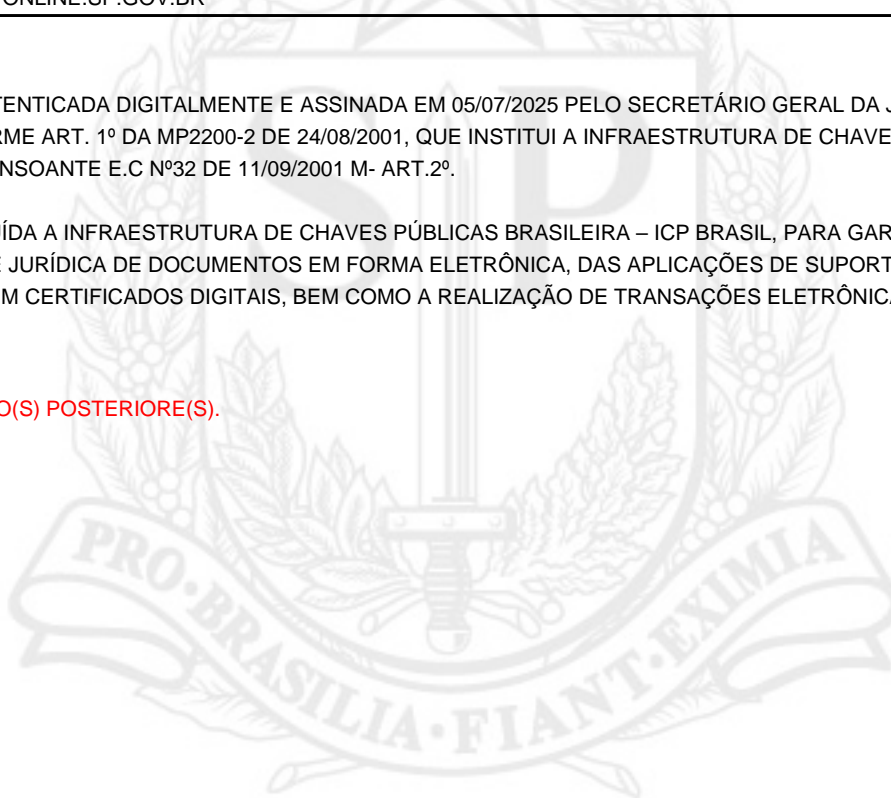 ONLINE.SP.GOV.BR
TENTICADA DIGITALMENTE E ASSINADA EM 05/07/2025 PELO SECRETÁRIO GERAL DA
RME ART. 1º DA MP2200-2 DE 24/08/2001, QUE INSTITUI A INFRAESTRUTURA DE CHAVE
NSOANTE E.C Nº32 DE 11/09/2001 M- ART.2º.
ÍDA A INFRAESTRUTURA DE CHAVES PÚBLICAS BRASILEIRA – ICP BRASIL, PARA GAR
E JURÍDICA DE DOCUMENTOS EM FORMA ELETRÔNICA, DAS APLICAÇÕES DE SUPORT
M CERTIFICADOS DIGITAIS, BEM COMO A REALIZAÇÃO DE TRANSAÇÕES ELETRÔNICA
O(S) POSTERIORE(S).
SP
PRO·BRASILIA·FIANT·EXIMIA